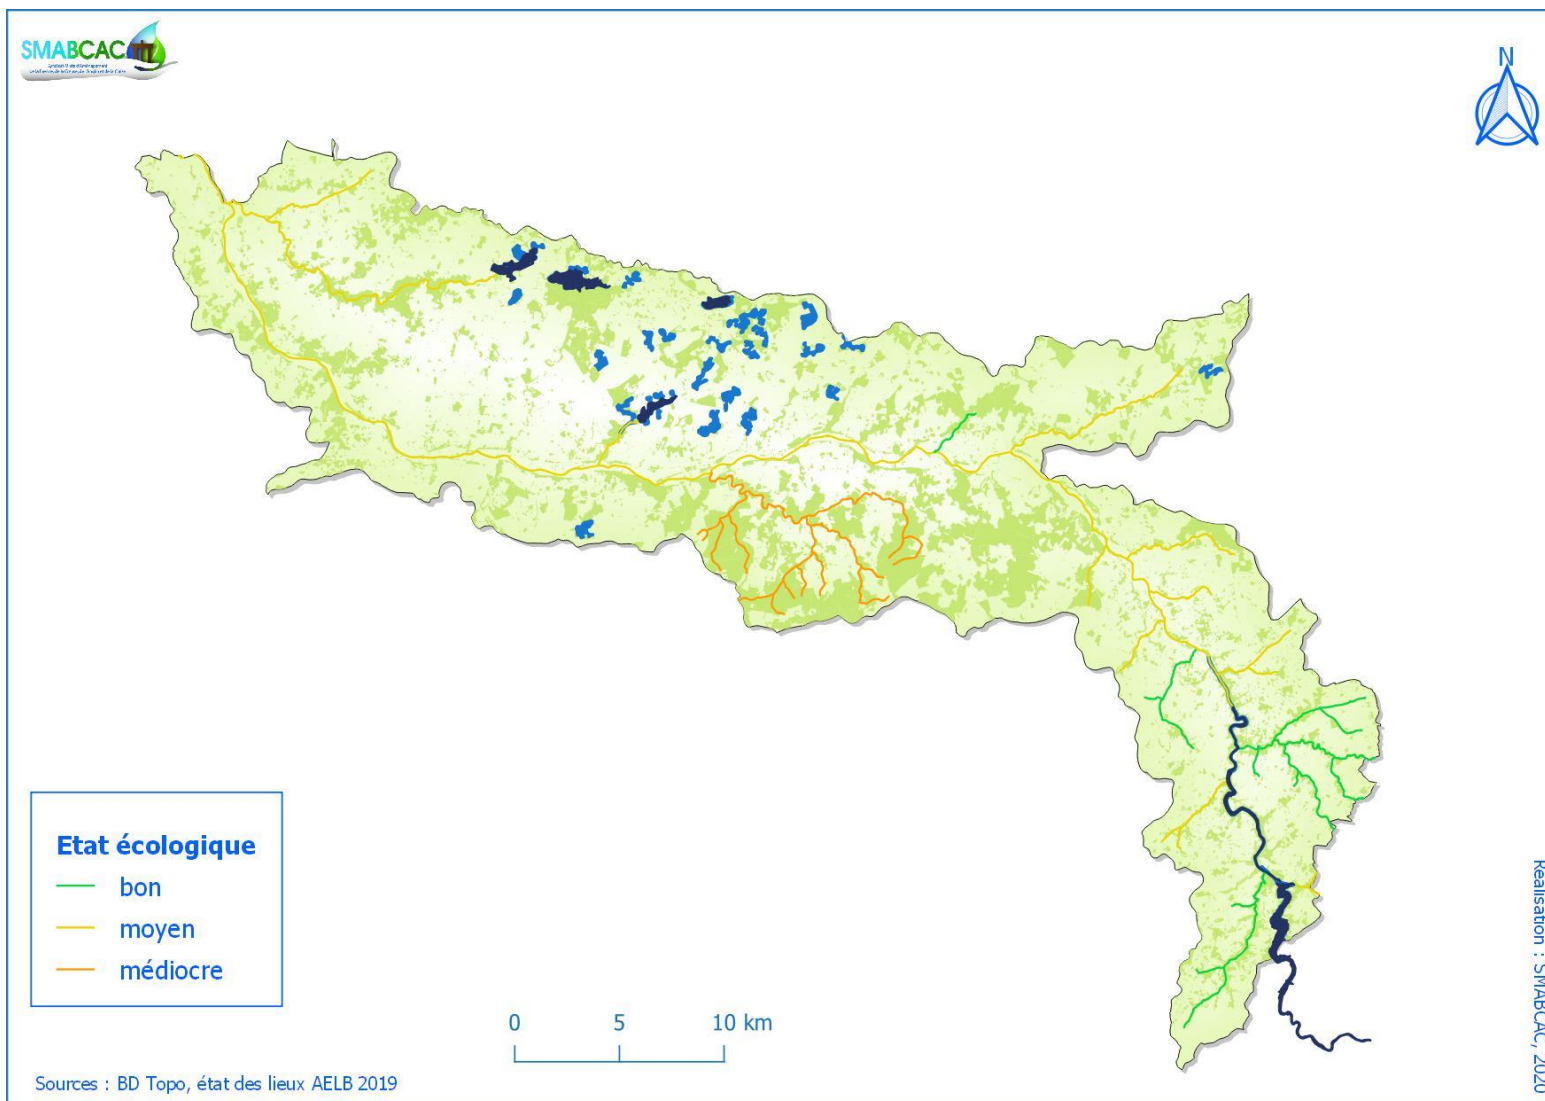 SMABCAC
N
Etat écologique
bon
moyen
médiocre
0 5 10 km
Sources : BD Topo, état des lieux AELB 2019
Réalisation : SMABCAC, 2020